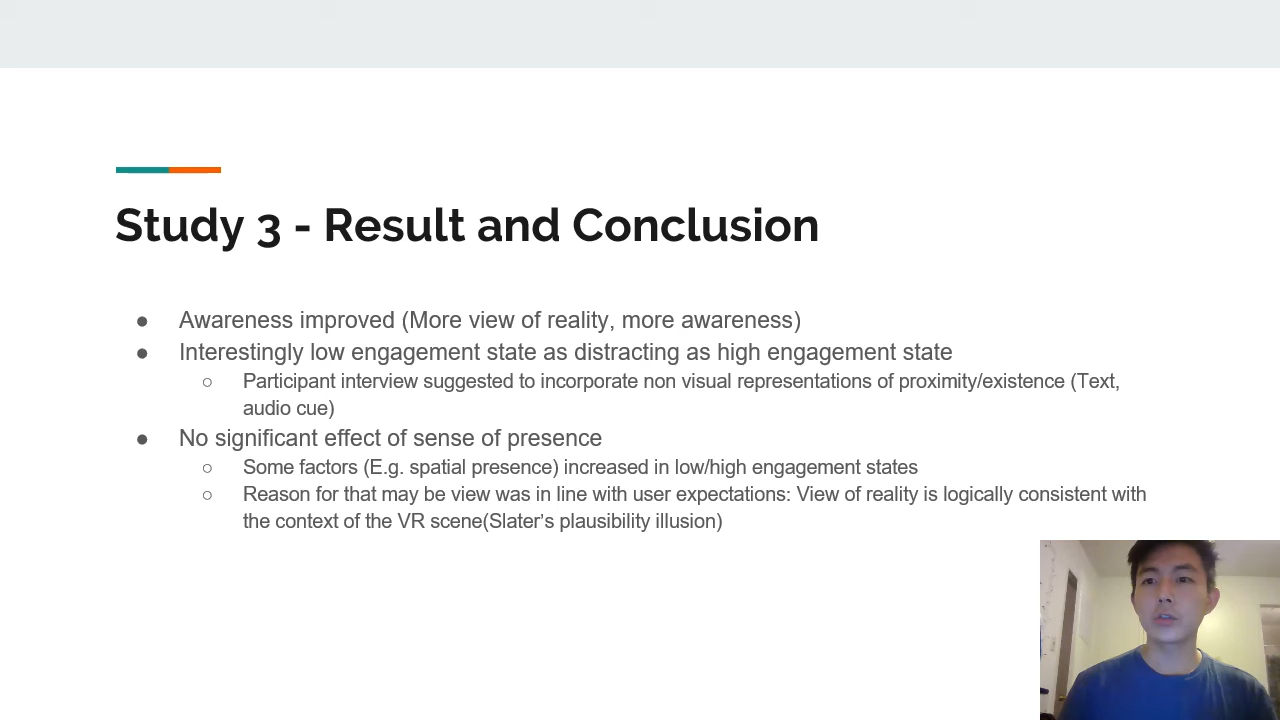 Study 3 - Result and Conclusion
● Awareness improved (More view of reality, more awareness)
● Interestingly low engagement state as distracting as high engagement state
○ Participant interview suggested to incorporate non visual representations of proximity/existence (Text,
audio cue)
● No significant effect of sense of presence
○ Some factors (E.g. spatial presence) increased in low/high engagement states
○ Reason for that may be view was in line with user expectations: View of reality is logically consistent with
the context of the VR scene(Slater’s plausibility illusion)